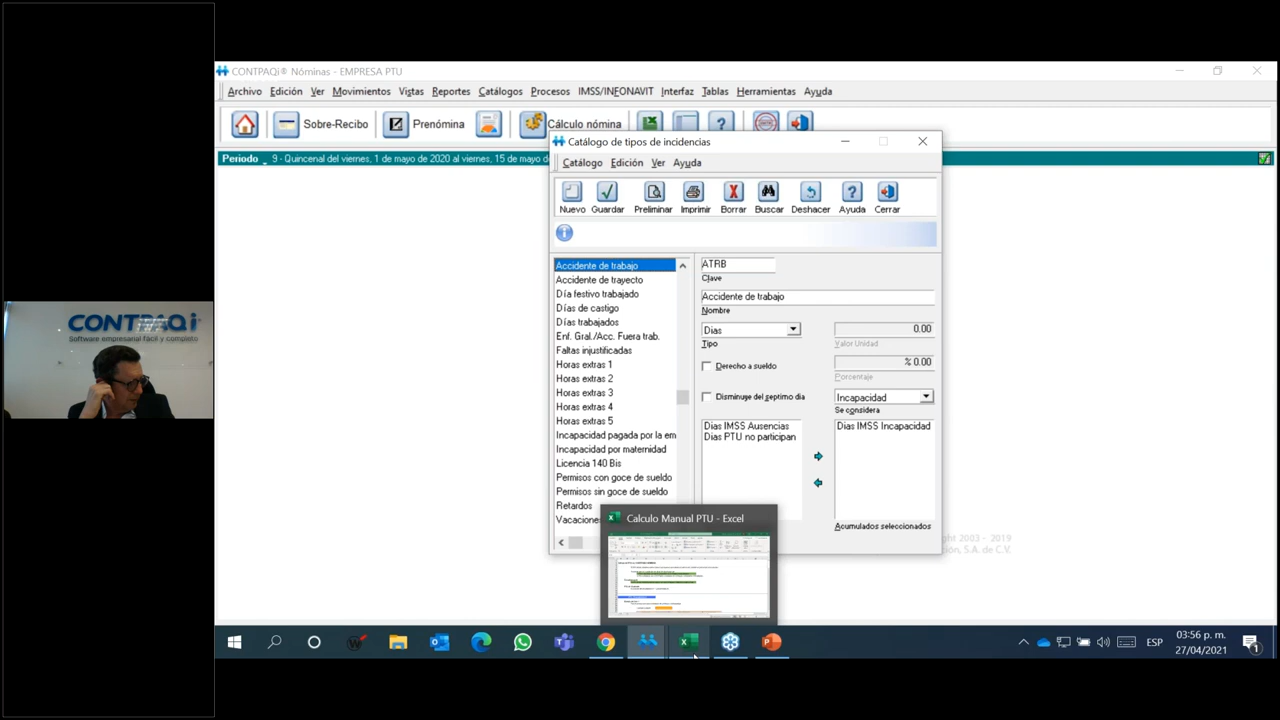 CONTPAQi
Software empresarial fácil y completo
CONTPAQi® Nóminas - EMPRESA PTU
Archivo Edición Ver Movimientos Vistas Reportes Catálogos Procesos IMSS/INFONAVIT Interfaz Tablas Herramientas Ayuda
Sobre-Recibo Prenómina Cálculo nómina
Periodo _ 9 - Quincenal del viernes, 1 de mayo de 2020 al viernes, 15 de mayo de
Catálogo de tipos de incidencias
Catálogo Edición Ver Ayuda
Nuevo Guardar Preliminar Imprimir Borrar Buscar Deshacer Ayuda Cerrar
Accidente de trabajo
Accidente de trayecto
Día festivo trabajado
Días de castigo
Días trabajados
Enf. Gral./Acc. Fuera trab.
Faltas injustificadas
Horas extras 1
Horas extras 2
Horas extras 3
Horas extras 4
Horas extras 5
Incapacidad pagada por la em
Incapacidad por maternidad
Licencia 140 Bis
Permisos con goce de sueldo
Permisos sin goce de sueldo
Retardos
Vacaciones
ATRB
Clave
Accidente de trabajo
Nombre
Dias 0.00
Tipo Valor Unidad
Derecho a sueldo % 0.00
Porcentaje
Disminuye del septimo dia Incapacidad
Se considera
Dias IMSS Ausencias
Dias PTU no participan
Dias IMSS Incapacidad
Acumulados seleccionados
ight 2003 - 2019
ción, S.A. de C.V.
Calculo Manual PTU - Excel
ESP
03:56 p. m.
27/04/2021
1